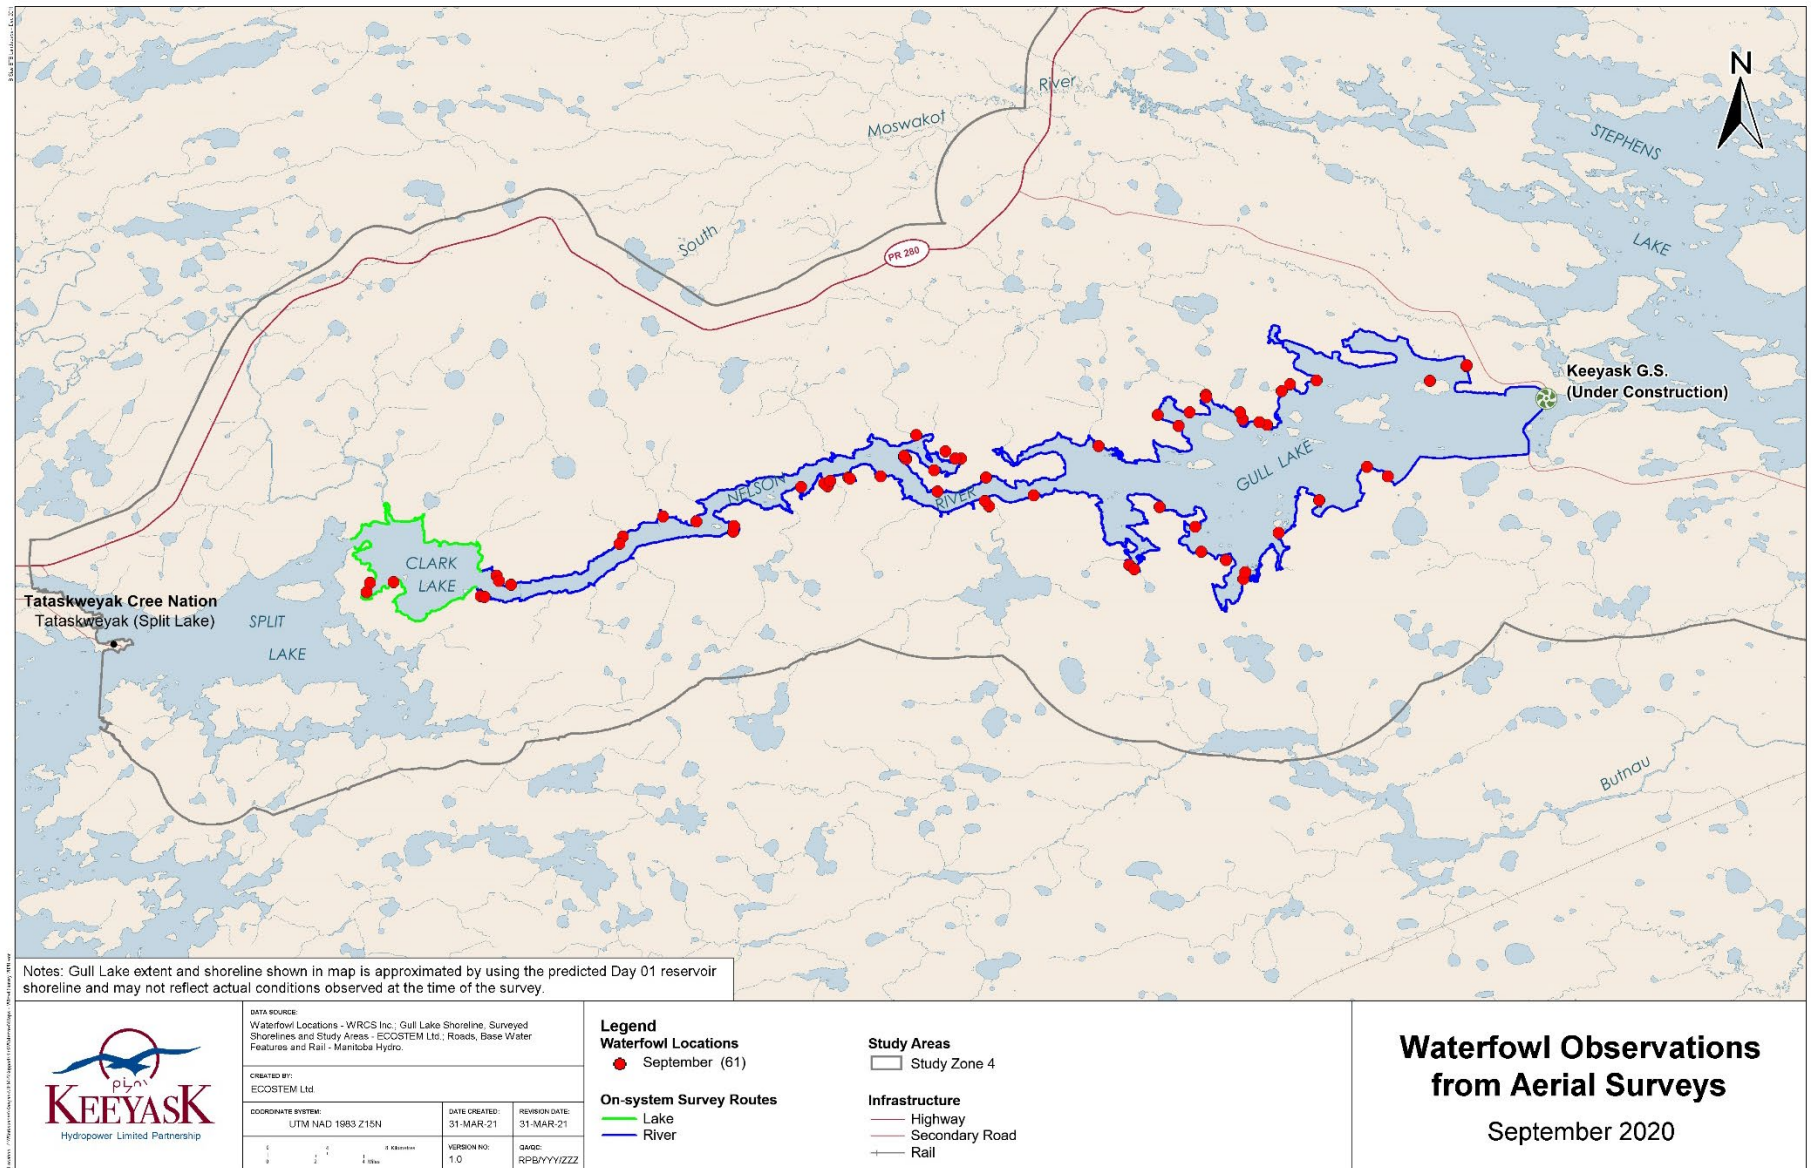 N
River
Moswakot
STEPHENS
LAKE
South
PR 280
Keeyask G.S.
(Under Construction)
GULL LAKE
NELSON
RIVER
CLARK
LAKE
Tataskweyak Cree Nation
Tataskweyak (Split Lake)
SPLIT
LAKE
Butnau
Notes: Gull Lake extent and shoreline shown in map is approximated by using the predicted Day 01 reservoir
shoreline and may not reflect actual conditions observed at the time of the survey.
KEEYASK
Hydropower Limited Partnership
DATA SOURCE:
Waterfowl Locations - WRCS Inc.; Gull Lake Shoreline, Surveyed
Shorelines and Study Areas - ECOSTEM Ltd.; Roads, Base Water
Features and Rail - Manitoba Hydro.
CREATED BY:
ECOSTEM Ltd.
COORDINATE SYSTEM:
UTM NAD 1983 Z15N
DATE CREATED:
31-MAR-21
REVISION DATE:
31-MAR-21
VERSION NO:
1.0
QA/QC:
RPB/YYY/ZZZ
Legend
Waterfowl Locations
September (61)
On-system Survey Routes
Lake
River
Study Areas
Study Zone 4
Infrastructure
Highway
Secondary Road
Rail
Waterfowl Observations
from Aerial Surveys
September 2020